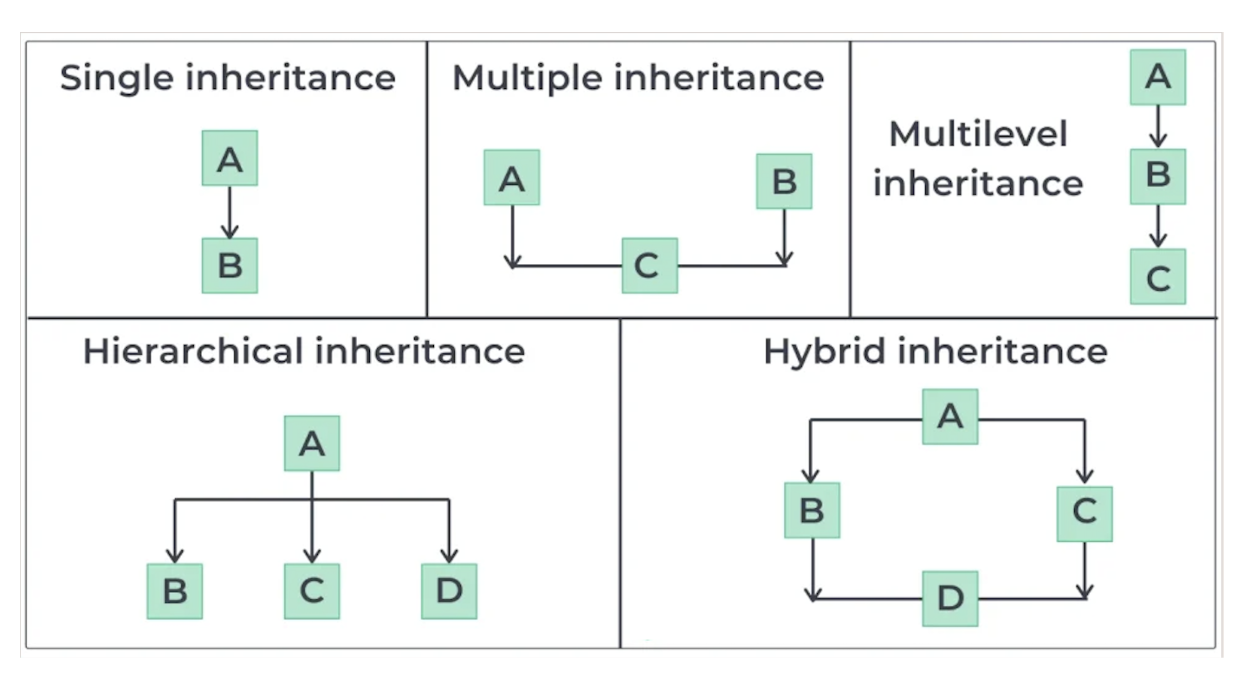 Single inheritance
A
B
Multiple inheritance
A
B
C
Multilevel
inheritance
A
B
C
Hierarchical inheritance
A
B
C
D
Hybrid inheritance
A
B
C
D